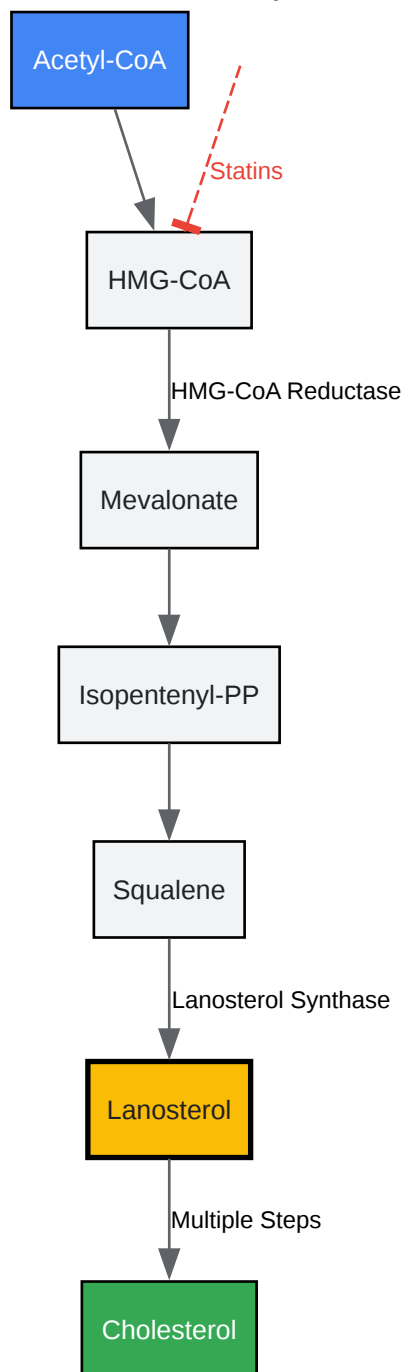 Acetyl-CoA
Statins
HMG-CoA
HMG-CoA Reductase
Mevalonate
Isopentenyl-PP
Squalene
Lanosterol Synthase
Lanosterol
Multiple Steps
Cholesterol